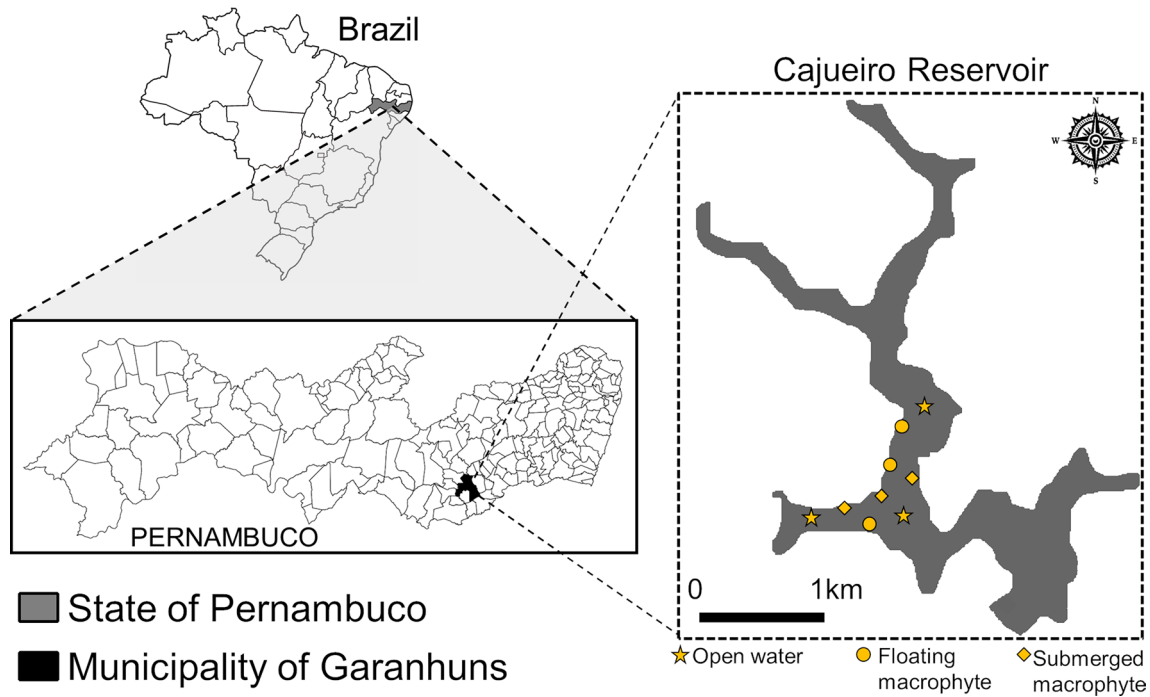 Brazil
Cajueiro Reservoir
N
W
E
S
PERNAMBUCO
0
1km
State of Pernambuco
Municipality of Garanhuns
Open water
Floating
macrophyte
Submerged
macrophyte